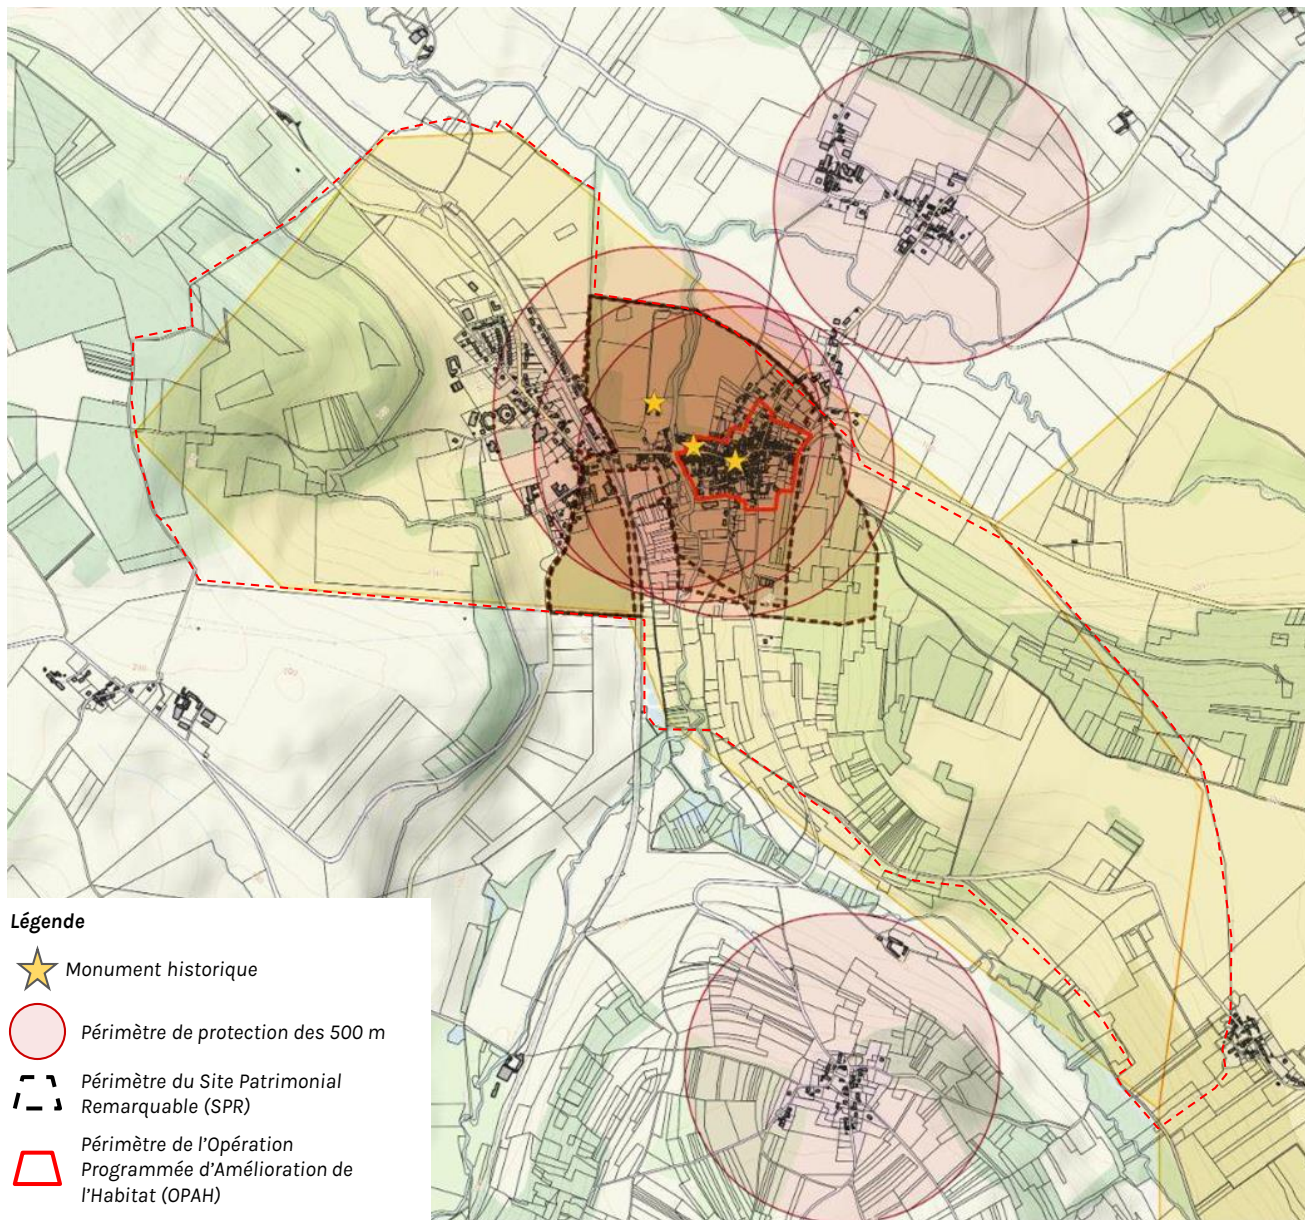 Légende
Monument historique
Périmètre de protection des 500 m
Périmètre du Site Patrimonial
Remarquable (SPR)
Périmètre de l'Opération
Programmée d'Amélioration de
l'Habitat (OPAH)